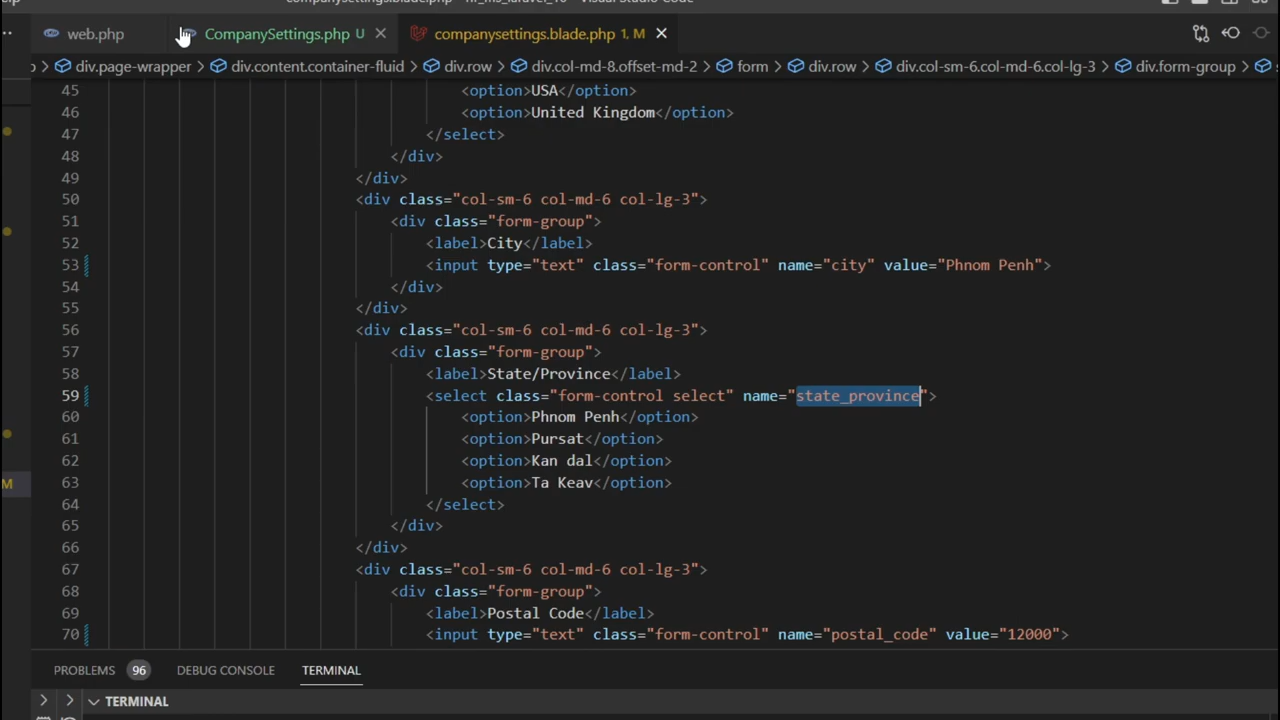 companysettings.blade.php - hr_ms_laravel_10 - Visual Studio Code
web.php CompanySettings.php U companysettings.blade.php 1, M
div.page-wrapper > div.content.container-fluid > div.row > div.col-md-8.offset-md-2 > form > div.row > div.col-sm-6.col-md-6.col-lg-3 > div.form-group >
45 <option>USA</option>
46 <option>United Kingdom</option>
47 </select>
48 </div>
49 </div>
50 <div class="col-sm-6 col-md-6 col-lg-3">
51 <div class="form-group">
52 <label>City</label>
53 <input type="text" class="form-control" name="city" value="Phnom Penh">
54 </div>
55 </div>
56 <div class="col-sm-6 col-md-6 col-lg-3">
57 <div class="form-group">
58 <label>State/Province</label>
59 <select class="form-control select" name="state_province">
60 <option>Phnom Penh</option>
61 <option>Pursat</option>
62 <option>Kan dal</option>
63 <option>Ta Keav</option>
64 </select>
65 </div>
66 </div>
67 <div class="col-sm-6 col-md-6 col-lg-3">
68 <div class="form-group">
69 <label>Postal Code</label>
70 <input type="text" class="form-control" name="postal_code" value="12000">
M
PROBLEMS 96 DEBUG CONSOLE TERMINAL
TERMINAL